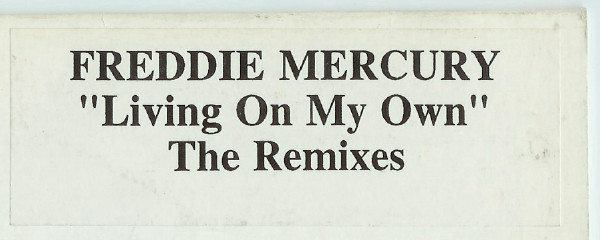 FREDDIE MERCURY
"Living On My Own"
The Remixes